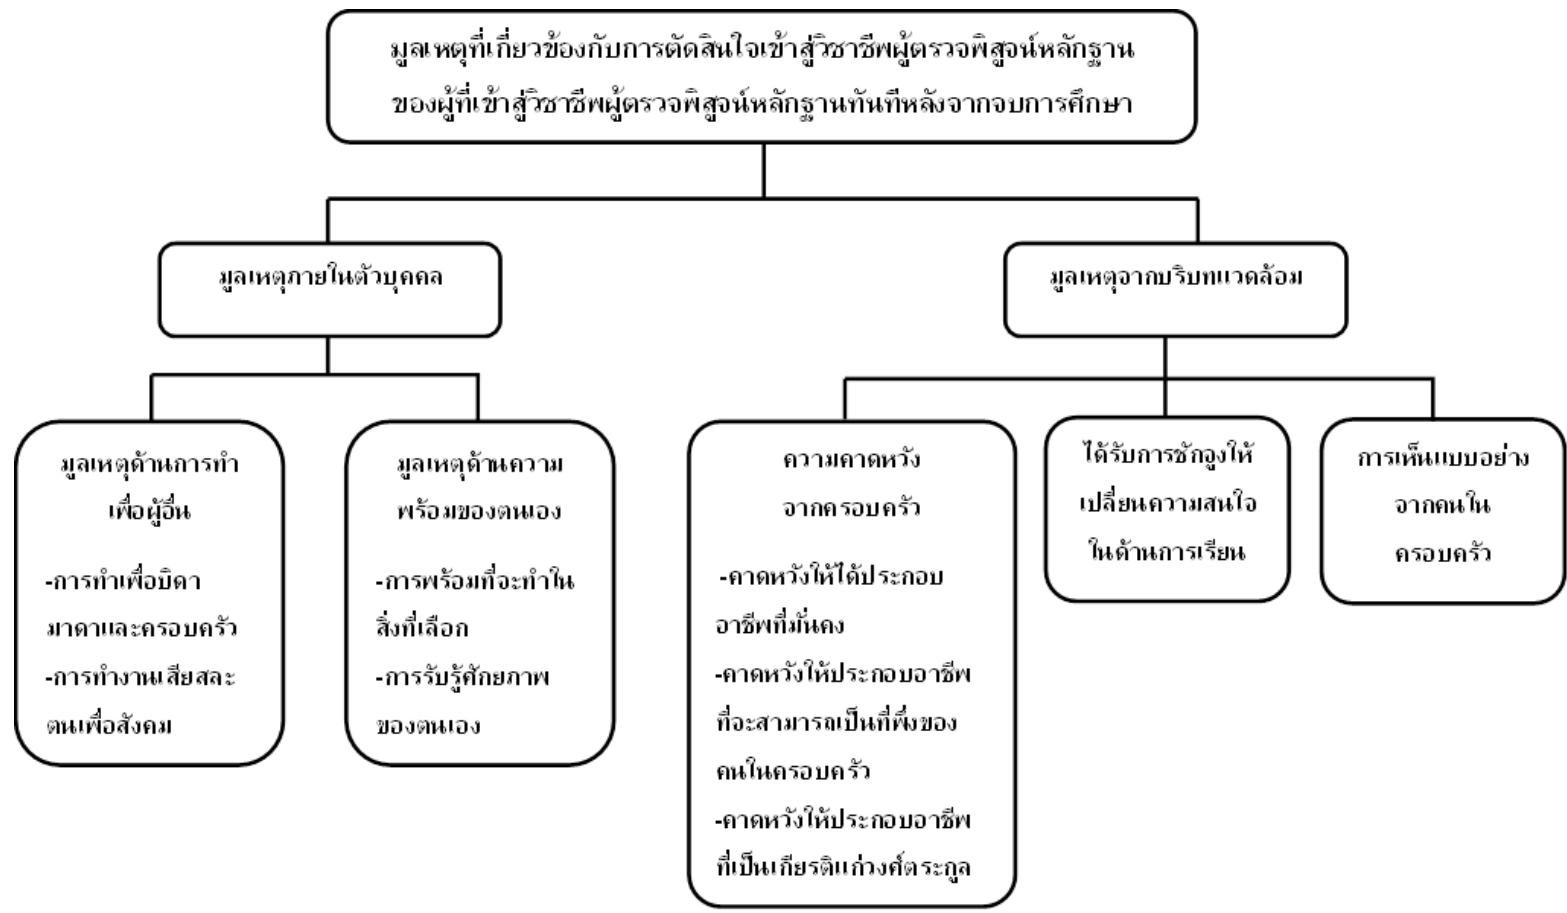 มูลเหตุที่เกี่ยวข้องกับการตัดสินใจเข้าสู่วิชาชีพผู้ตรวจพิสูจน์หลักฐาน
ของผู้ที่เข้าสู่วิชาชีพผู้ตรวจพิสูจน์หลักฐานทันทีหลังจากจบการศึกษา
มูลเหตุภายในตัวบุคคล
มูลเหตุจากบริบทแวดล้อม
มูลเหตุด้านการทำ
เพื่อผู้อื่น
-การทำเพื่อบิดา
มาดาและครอบครัว
-การทำงานเสียสละ
ตนเพื่อสังคม
มูลเหตุด้านความ
พร้อมของตนเอง
-การพร้อมที่จะทำใน
สิ่งที่เลือก
-การรับรู้ศักยภาพ
ของตนเอง
ความคาดหวัง
จากครอบครัว
-คาดหวังให้ได้ประกอบ
อาชีพที่มั่นคง
-คาดหวังให้ประกอบอาชีพ
ที่จะสามารถเป็นที่พึ่งของ
คนในครอบครัว
-คาดหวังให้ประกอบอาชีพ
ที่เป็นเกียรติแก่วงศ์ตระกูล
ได้รับการชักจูงให้
เปลี่ยนความสนใจ
ในด้านการเรียน
การเห็นแบบอย่าง
จากคนใน
ครอบครัว